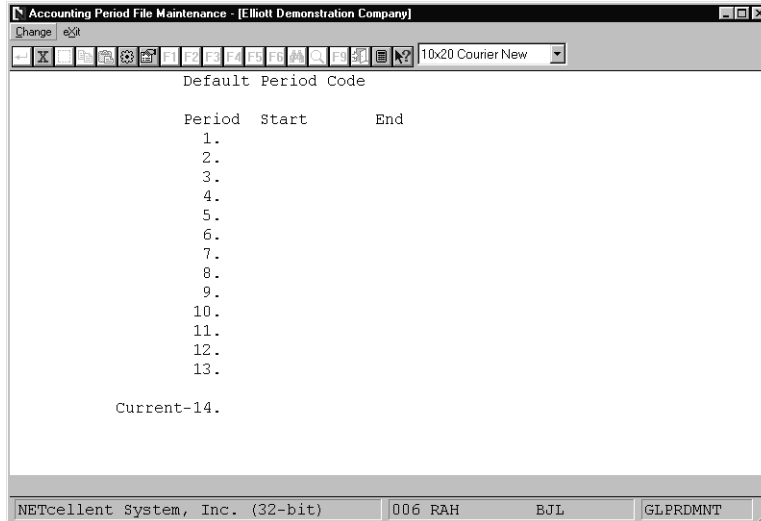 Accounting Period File Maintenance - [Elliott Demonstration Company]
Change eXit
X F1 F2 F3 F4 F5 F6 F9 10x20 Courier New
Default Period Code
Period Start End
1.
2.
3.
4.
5.
6.
7.
8.
9.
10.
11.
12.
13.
Current-14.
NETcellent System, Inc. (32-bit) 006 RAH BJL GLPRDMNT